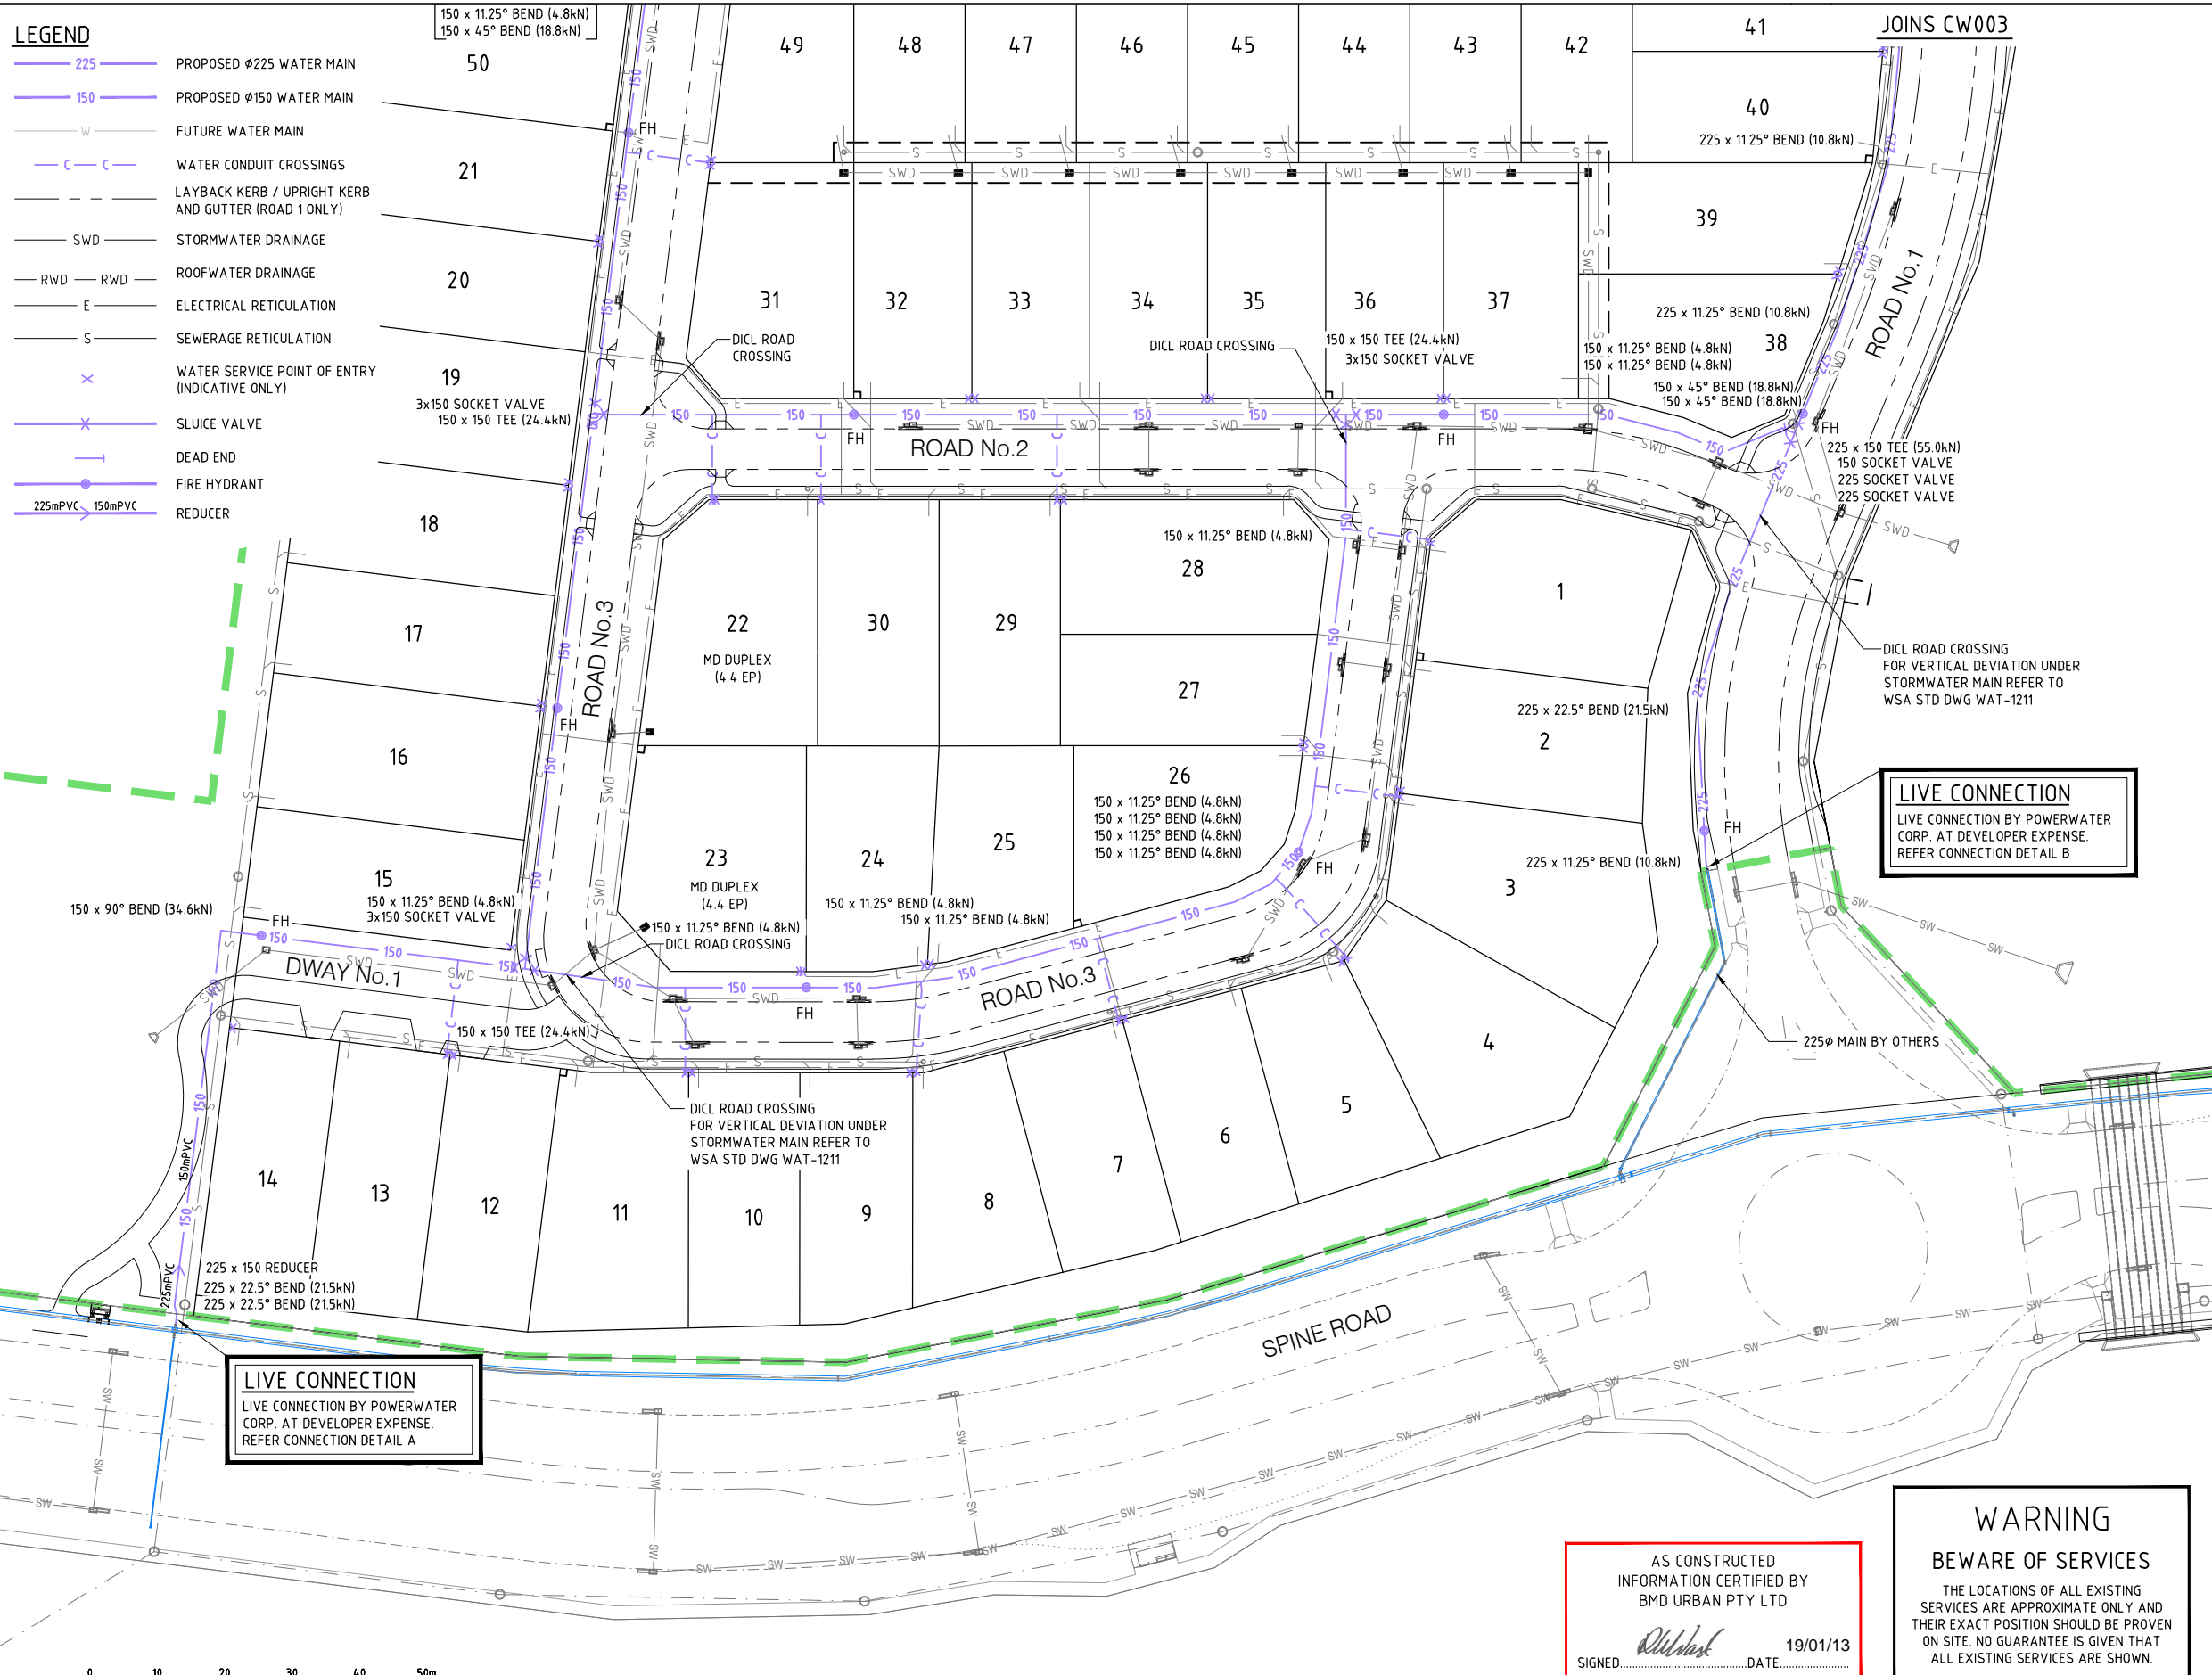 LEGEND
225 PROPOSED Ø225 WATER MAIN
150 PROPOSED Ø150 WATER MAIN
W FUTURE WATER MAIN
C C WATER CONDUIT CROSSINGS
LAYBACK KERB / UPRIGHT KERB
AND GUTTER (ROAD 1 ONLY)
SWD STORMWATER DRAINAGE
RWD RWD ROOFWATER DRAINAGE
E ELECTRICAL RETICULATION
S SEWERAGE RETICULATION
WATER SERVICE POINT OF ENTRY
(INDICATIVE ONLY)
SLUICE VALVE
DEAD END
FIRE HYDRANT
225mPVC 150mPVC REDUCER
150 x 11.25° BEND (4.8kN)
150 x 45° BEND (18.8kN)
50
49
48
47
46
45
44
43
42
41
JOINS CW003
40
225 x 11.25° BEND (10.8kN)
FH
21
20
39
31
32
33
34
35
36
37
225 x 11.25° BEND (10.8kN)
38
ROAD No.1
DICL ROAD
CROSSING
DICL ROAD CROSSING
150 x 150 TEE (24.4kN)
3x150 SOCKET VALVE
150 x 11.25° BEND (4.8kN)
150 x 11.25° BEND (4.8kN)
150 x 45° BEND (18.8kN)
150 x 45° BEND (18.8kN)
19
3x150 SOCKET VALVE
150 x 150 TEE (24.4kN)
FH
ROAD No.2
FH
FH
225 x 150 TEE (55.0kN)
150 SOCKET VALVE
225 SOCKET VALVE
225 SOCKET VALVE
18
150 x 11.25° BEND (4.8kN)
28
1
17
22
MD DUPLEX
(4.4 EP)
30
29
ROAD No.3
27
DICL ROAD CROSSING
FOR VERTICAL DEVIATION UNDER
STORMWATER MAIN REFER TO
WSA STD DWG WAT-1211
225 x 22.5° BEND (21.5kN)
2
FH
16
26
150 x 11.25° BEND (4.8kN)
150 x 11.25° BEND (4.8kN)
150 x 11.25° BEND (4.8kN)
150 x 11.25° BEND (4.8kN)
LIVE CONNECTION
LIVE CONNECTION BY POWERWATER
CORP. AT DEVELOPER EXPENSE.
REFER CONNECTION DETAIL B
FH
25
24
23
MD DUPLEX
(4.4 EP)
225 x 11.25° BEND (10.8kN)
3
FH
15
150 x 11.25° BEND (4.8kN)
3x150 SOCKET VALVE
150 x 90° BEND (34.6kN)
FH
150 x 11.25° BEND (4.8kN)
150 x 11.25° BEND (4.8kN)
150 x 11.25° BEND (4.8kN)
DICL ROAD CROSSING
DWAY No.1
ROAD No.3
FH
150 x 150 TEE (24.4kN)
4
225Ø MAIN BY OTHERS
DICL ROAD CROSSING
FOR VERTICAL DEVIATION UNDER
STORMWATER MAIN REFER TO
WSA STD DWG WAT-1211
5
6
7
8
9
10
11
12
13
14
150mPVC
225mPVC
225 x 150 REDUCER
225 x 22.5° BEND (21.5kN)
225 x 22.5° BEND (21.5kN)
SPINE ROAD
LIVE CONNECTION
LIVE CONNECTION BY POWERWATER
CORP. AT DEVELOPER EXPENSE.
REFER CONNECTION DETAIL A
AS CONSTRUCTED
INFORMATION CERTIFIED BY
BMD URBAN PTY LTD
19/01/13
SIGNED DATE
WARNING
BEWARE OF SERVICES
THE LOCATIONS OF ALL EXISTING
SERVICES ARE APPROXIMATE ONLY AND
THEIR EXACT POSITION SHOULD BE PROVEN
ON SITE. NO GUARANTEE IS GIVEN THAT
ALL EXISTING SERVICES ARE SHOWN.
0 10 20 30 40 50m